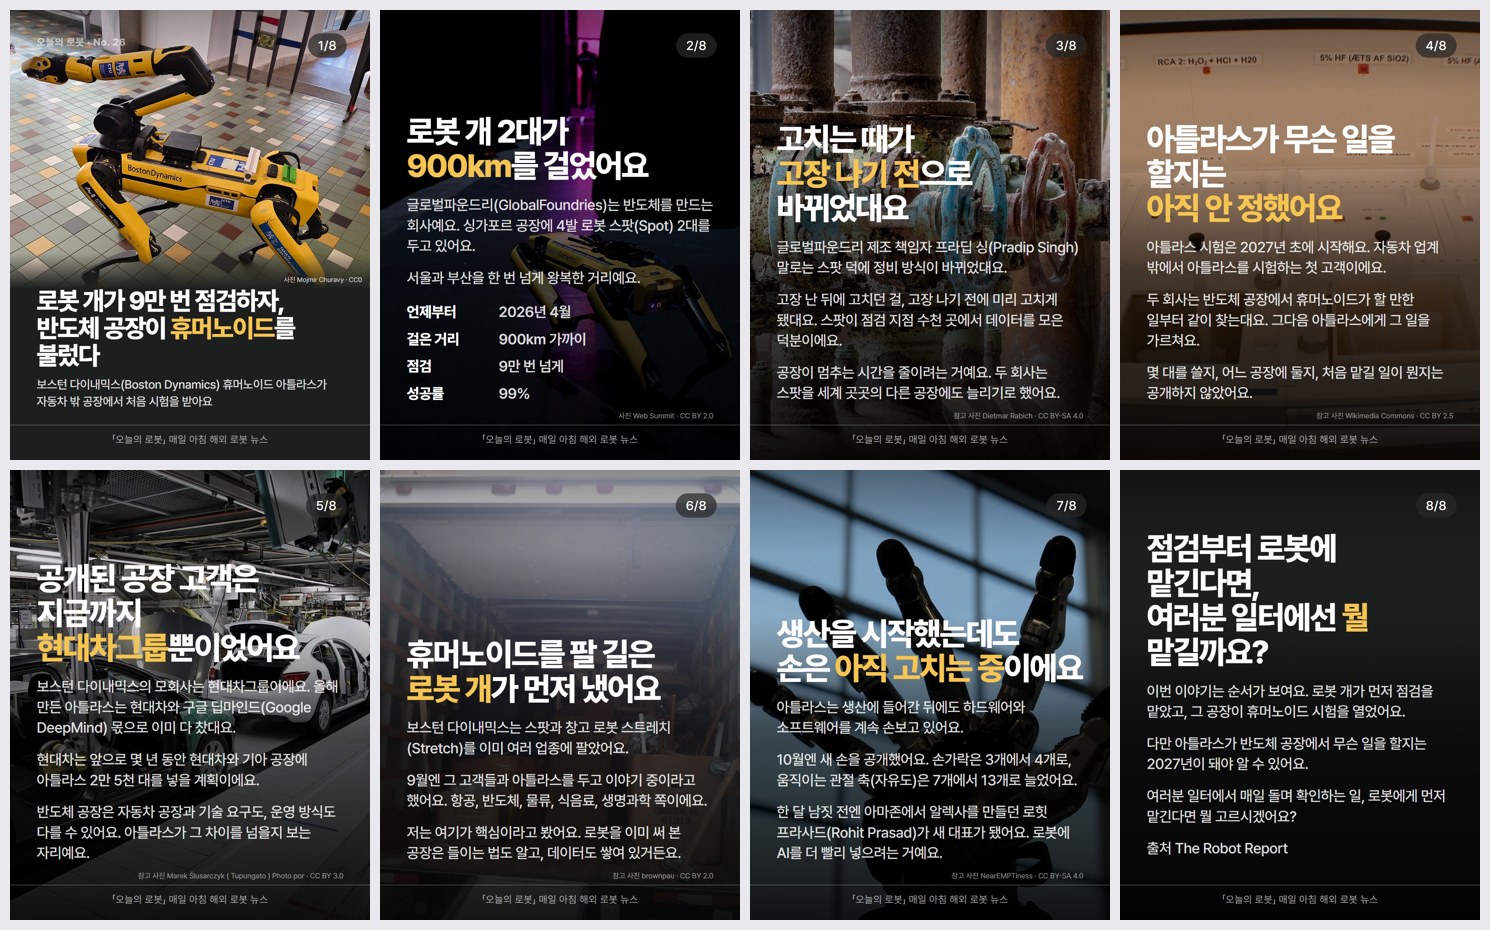 오늘의 로봇 · No. 26
1/8
BostonDynamics
사진 Mojmir Churavy · CC0
로봇 개가 9만 번 점검하자,
반도체 공장이 휴머노이드를
불렀다
보스턴 다이내믹스(Boston Dynamics) 휴머노이드 아틀라스가
자동차 밖 공장에서 처음 시험을 받아요
「오늘의 로봇」 매일 아침 해외 로봇 뉴스
2/8
로봇 개 2대가
900km를 걸었어요
글로벌파운드리(GlobalFoundries)는 반도체를 만드는
회사예요. 싱가포르 공장에 4발 로봇 스팟(Spot) 2대를
두고 있어요.
서울과 부산을 한 번 넘게 왕복한 거리예요.
언제부터 2026년 4월
걸은 거리 900km 가까이
점검 9만 번 넘게
성공률 99%
사진 Web Summit · CC BY 2.0
「오늘의 로봇」 매일 아침 해외 로봇 뉴스
3/8
고치는 때가
고장 나기 전으로
바뀌었대요
글로벌파운드리 제조 책임자 프라딥 싱(Pradip Singh)
말로는 스팟 덕에 정비 방식이 바뀌었대요.
고장 난 뒤에 고치던 걸, 고장 나기 전에 미리 고치게
됐대요. 스팟이 점검 지점 수천 곳에서 데이터를 모은
덕분이에요.
공장이 멈추는 시간을 줄이려는 거예요. 두 회사는
스팟을 세계 곳곳의 다른 공장에도 늘리기로 했어요.
참고 사진 Dietmar Rabich · CC BY-SA 4.0
「오늘의 로봇」 매일 아침 해외 로봇 뉴스
4/8
RCA 2: H₂O₂ + HCl + H2O
5% HF (ÆTS AF SiO2)
아틀라스가 무슨 일을
할지는
아직 안 정했어요
아틀라스 시험은 2027년 초에 시작해요. 자동차 업계
밖에서 아틀라스를 시험하는 첫 고객이에요.
두 회사는 반도체 공장에서 휴머노이드가 할 만한
일부터 같이 찾는대요. 그다음 아틀라스에게 그 일을
가르쳐요.
몇 대를 쓸지, 어느 공장에 둘지, 처음 맡길 일이 뭔지는
공개하지 않았어요.
참고 사진 Wikimedia Commons · CC BY 2.5
「오늘의 로봇」 매일 아침 해외 로봇 뉴스
5/8
공개된 공장 고객은
지금까지
현대차그룹뿐이었어요
보스턴 다이내믹스의 모회사는 현대차그룹이에요. 올해
만든 아틀라스는 현대차와 구글 딥마인드(Google
DeepMind) 몫으로 이미 다 찼대요.
현대차는 앞으로 몇 년 동안 현대차와 기아 공장에
아틀라스 2만 5천 대를 넣을 계획이에요.
반도체 공장은 자동차 공장과 기술 요구도, 운영 방식도
다를 수 있어요. 아틀라스가 그 차이를 넘을지 보는
자리예요.
참고 사진 Marek Ślusarczyk ( Tupungato ) Photo por · CC BY 3.0
「오늘의 로봇」 매일 아침 해외 로봇 뉴스
6/8
휴머노이드를 팔 길은
로봇 개가 먼저 냈어요
보스턴 다이내믹스는 스팟과 창고 로봇 스트레치
(Stretch)를 이미 여러 업종에 팔았어요.
9월엔 그 고객들과 아틀라스를 두고 이야기 중이라고
했어요. 항공, 반도체, 물류, 식음료, 생명과학 쪽이에요.
저는 여기가 핵심이라고 봤어요. 로봇을 이미 써 본
공장은 들이는 법도 알고, 데이터도 쌓여 있거든요.
참고 사진 brownpau · CC BY 2.0
「오늘의 로봇」 매일 아침 해외 로봇 뉴스
7/8
생산을 시작했는데도
손은 아직 고치는 중이에요
아틀라스는 생산에 들어간 뒤에도 하드웨어와
소프트웨어를 계속 손보고 있어요.
10월엔 새 손을 공개했어요. 손가락은 3개에서 4개로,
움직이는 관절 축(자유도)은 7개에서 13개로 늘었어요.
한 달 남짓 전엔 아마존에서 알렉사를 만들던 로힛
프라사드(Rohit Prasad)가 새 대표가 됐어요. 로봇에
AI를 더 빨리 넣으려는 거예요.
참고 사진 NearEMPTiness · CC BY-SA 4.0
「오늘의 로봇」 매일 아침 해외 로봇 뉴스
8/8
점검부터 로봇에
맡긴다면,
여러분 일터에선 뭘
맡길까요?
이번 이야기는 순서가 보여요. 로봇 개가 먼저 점검을
맡았고, 그 공장이 휴머노이드 시험을 열었어요.
다만 아틀라스가 반도체 공장에서 무슨 일을 할지는
2027년이 돼야 알 수 있어요.
여러분 일터에서 매일 돌며 확인하는 일, 로봇에게 먼저
맡긴다면 뭘 고르시겠어요?
출처 The Robot Report
「오늘의 로봇」 매일 아침 해외 로봇 뉴스